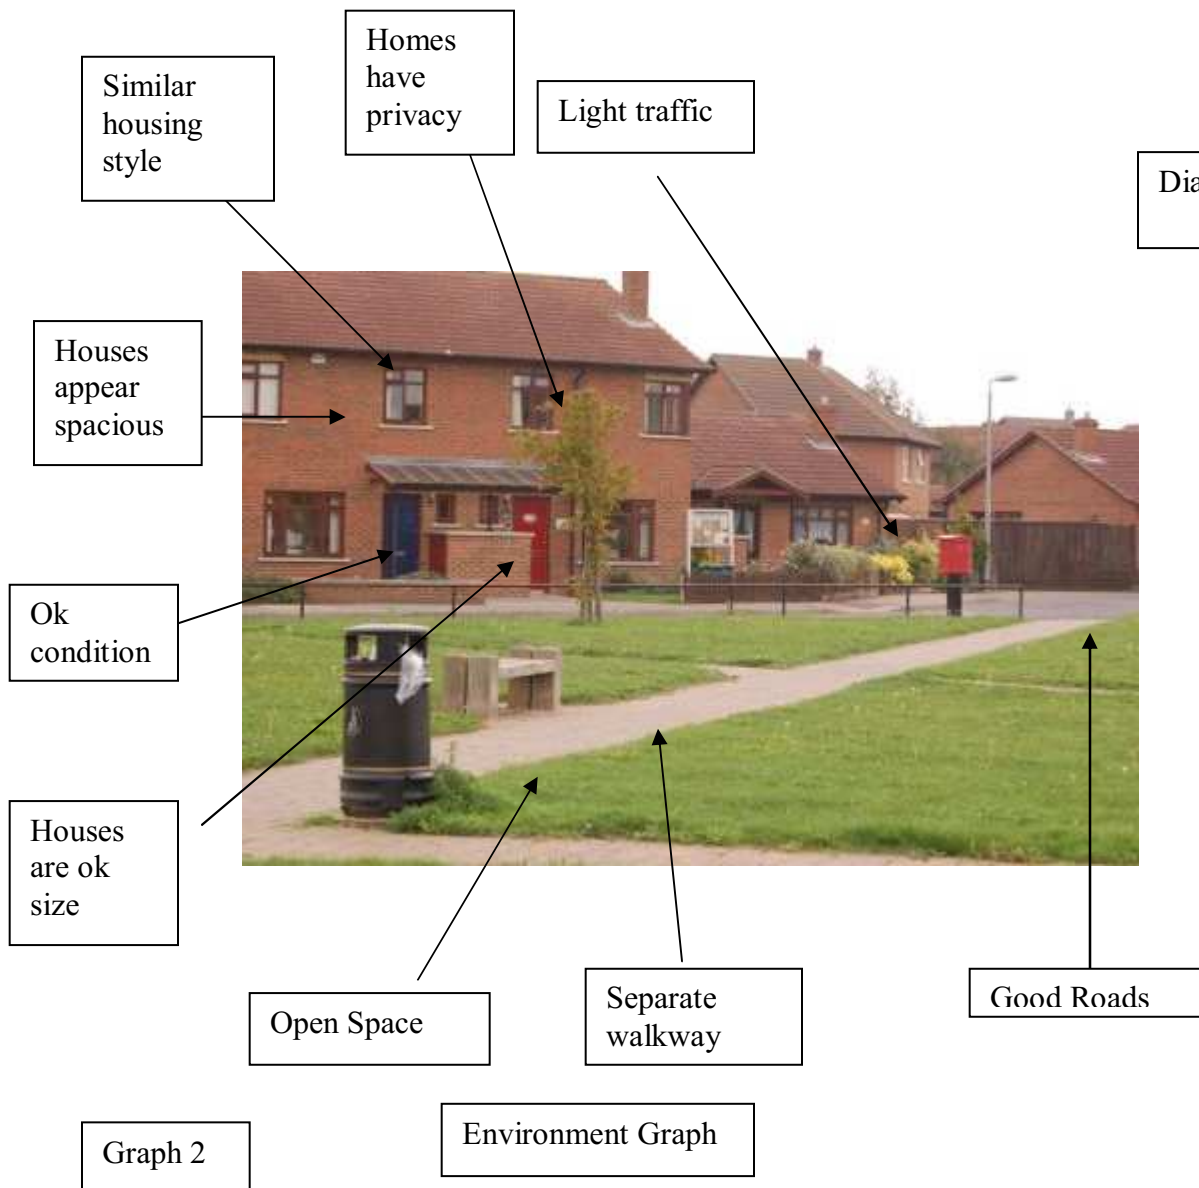 Homes
have
privacy
Similar
housing
style
Light traffic
Houses
appear
spacious
Ok
condition
Houses
are ok
size
Open Space
Separate
walkway
Good Roads
Environment Graph
Graph 2